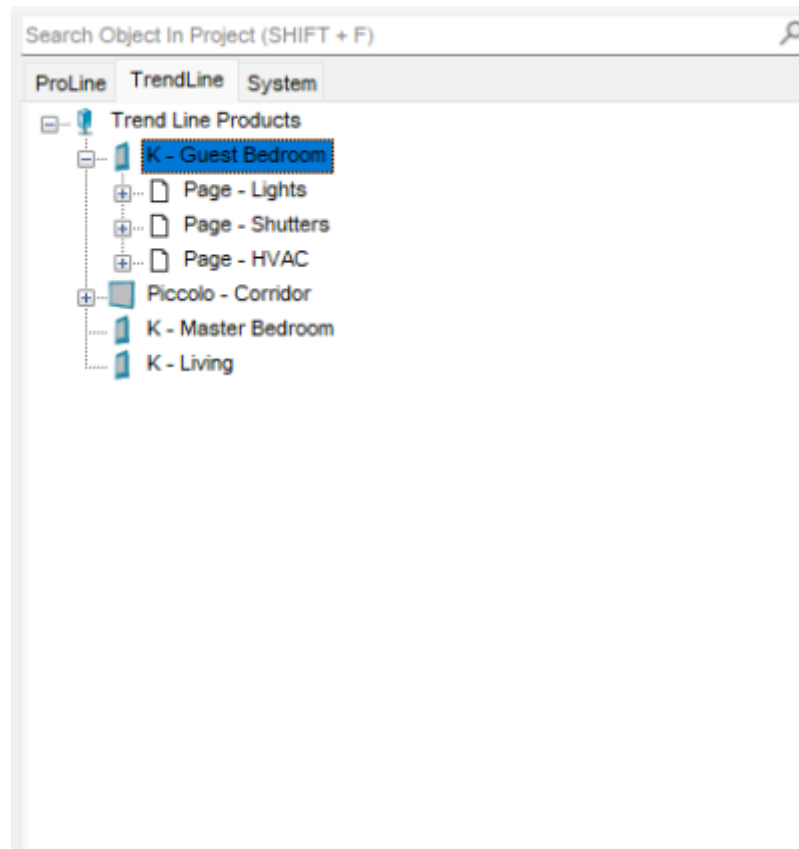 Search Object In Project (SHIFT + F)
ProLine TrendLine System
Trend Line Products
K - Guest Bedroom
Page - Lights
Page - Shutters
Page - HVAC
Piccolo - Corridor
K - Master Bedroom
K - Living